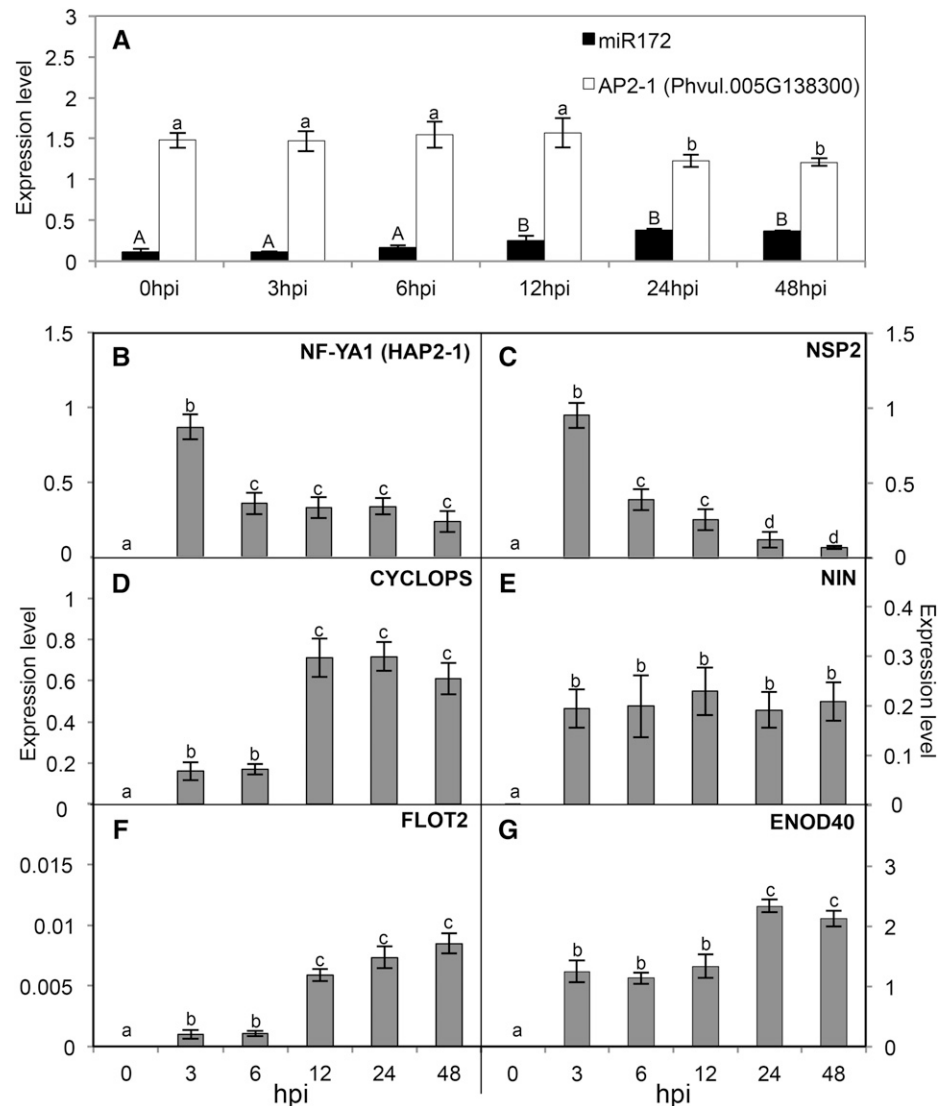 A
miR172
AP2-1 (Phvul.005G138300)
Expression level
3
2.5
2
1.5
1
0.5
0
a a a a b b
A A A B B B
0hpi 3hpi 6hpi 12hpi 24hpi 48hpi
B
NF-YA1 (HAP2-1)
1.5
1
0.5
0
a b c c c c
C
NSP2
1.5
1
0.5
0
a b c c d d
D
CYCLOPS
Expression level
1
0.8
0.6
0.4
0.2
0
a b b c c c
E
NIN
Expression level
0.4
0.3
0.2
0.1
0
a b b b b b
F
FLOT2
0.015
0.01
0.005
0
a b b c c c
0 3 6 12 24 48
hpi
G
ENOD40
3
2
1
0
a b b b c c
0 3 6 12 24 48
hpi